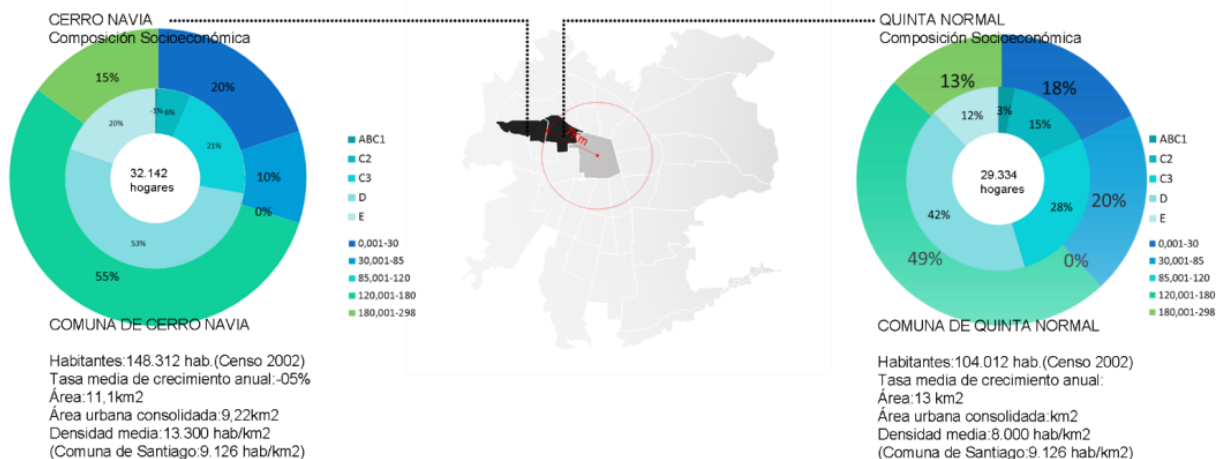 CERRO NAVIA
Composición Socioeconómica
15%
20%
10%
0%
55%
-1%
6%
21%
53%
20%
32.142
hogares
ABC1
C2
C3
D
E
0,001-30
30,001-85
85,001-120
120,001-180
180,001-298
COMUNA DE CERRO NAVIA
Habitantes:148.312 hab.(Censo 2002)
Tasa media de crecimiento anual:-05%
Área:11,1km2
Área urbana consolidada:9,22km2
Densidad media:13.300 hab/km2
(Comuna de Santiago:9.126 hab/km2)
7Km
QUINTA NORMAL
Composición Socioeconómica
13%
18%
20%
0%
49%
3%
15%
28%
42%
12%
29.334
hogares
ABC1
C2
C3
D
E
0,001-30
30,001-85
85,001-120
120,001-180
180,001-298
COMUNA DE QUINTA NORMAL
Habitantes:104.012 hab.(Censo 2002)
Tasa media de crecimiento anual:
Área:13 km2
Área urbana consolidada:km2
Densidad media:8.000 hab/km2
(Comuna de Santiago:9.126 hab/km2)